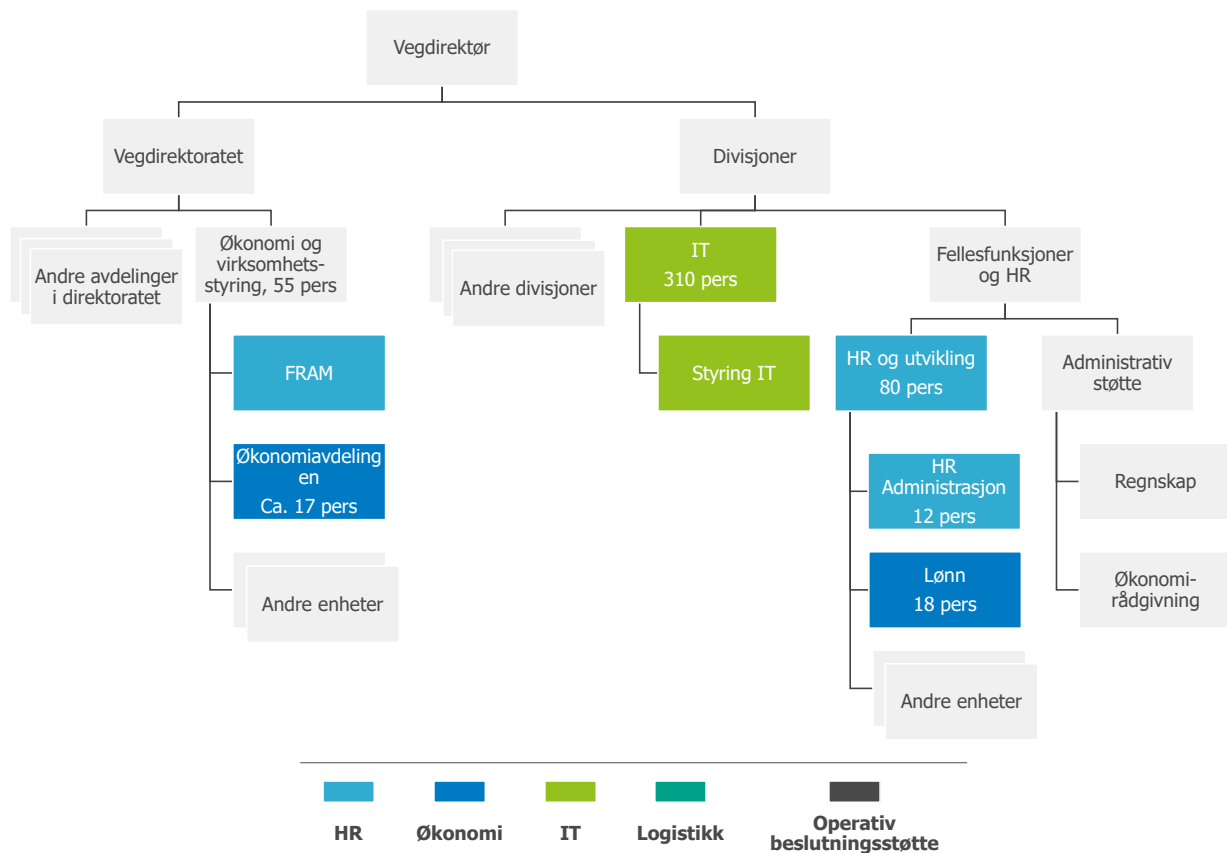 Vegdirektør
Vegdirektoratet
Divisjoner
Andre avdelinger
i direktoratet
Økonomi og
virksomhets-
styring, 55 pers
Andre divisjoner
IT
310 pers
Fellesfunksjoner
og HR
FRAM
Styring IT
HR og utvikling
80 pers
Administrativ
støtte
Økonomiavdeling
en
Ca. 17 pers
HR
Administrasjon
12 pers
Regnskap
Andre enheter
Lønn
18 pers
Økonomi-
rådgivning
Andre enheter
HR
Økonomi
IT
Logistikk
Operativ
beslutningsstøtte